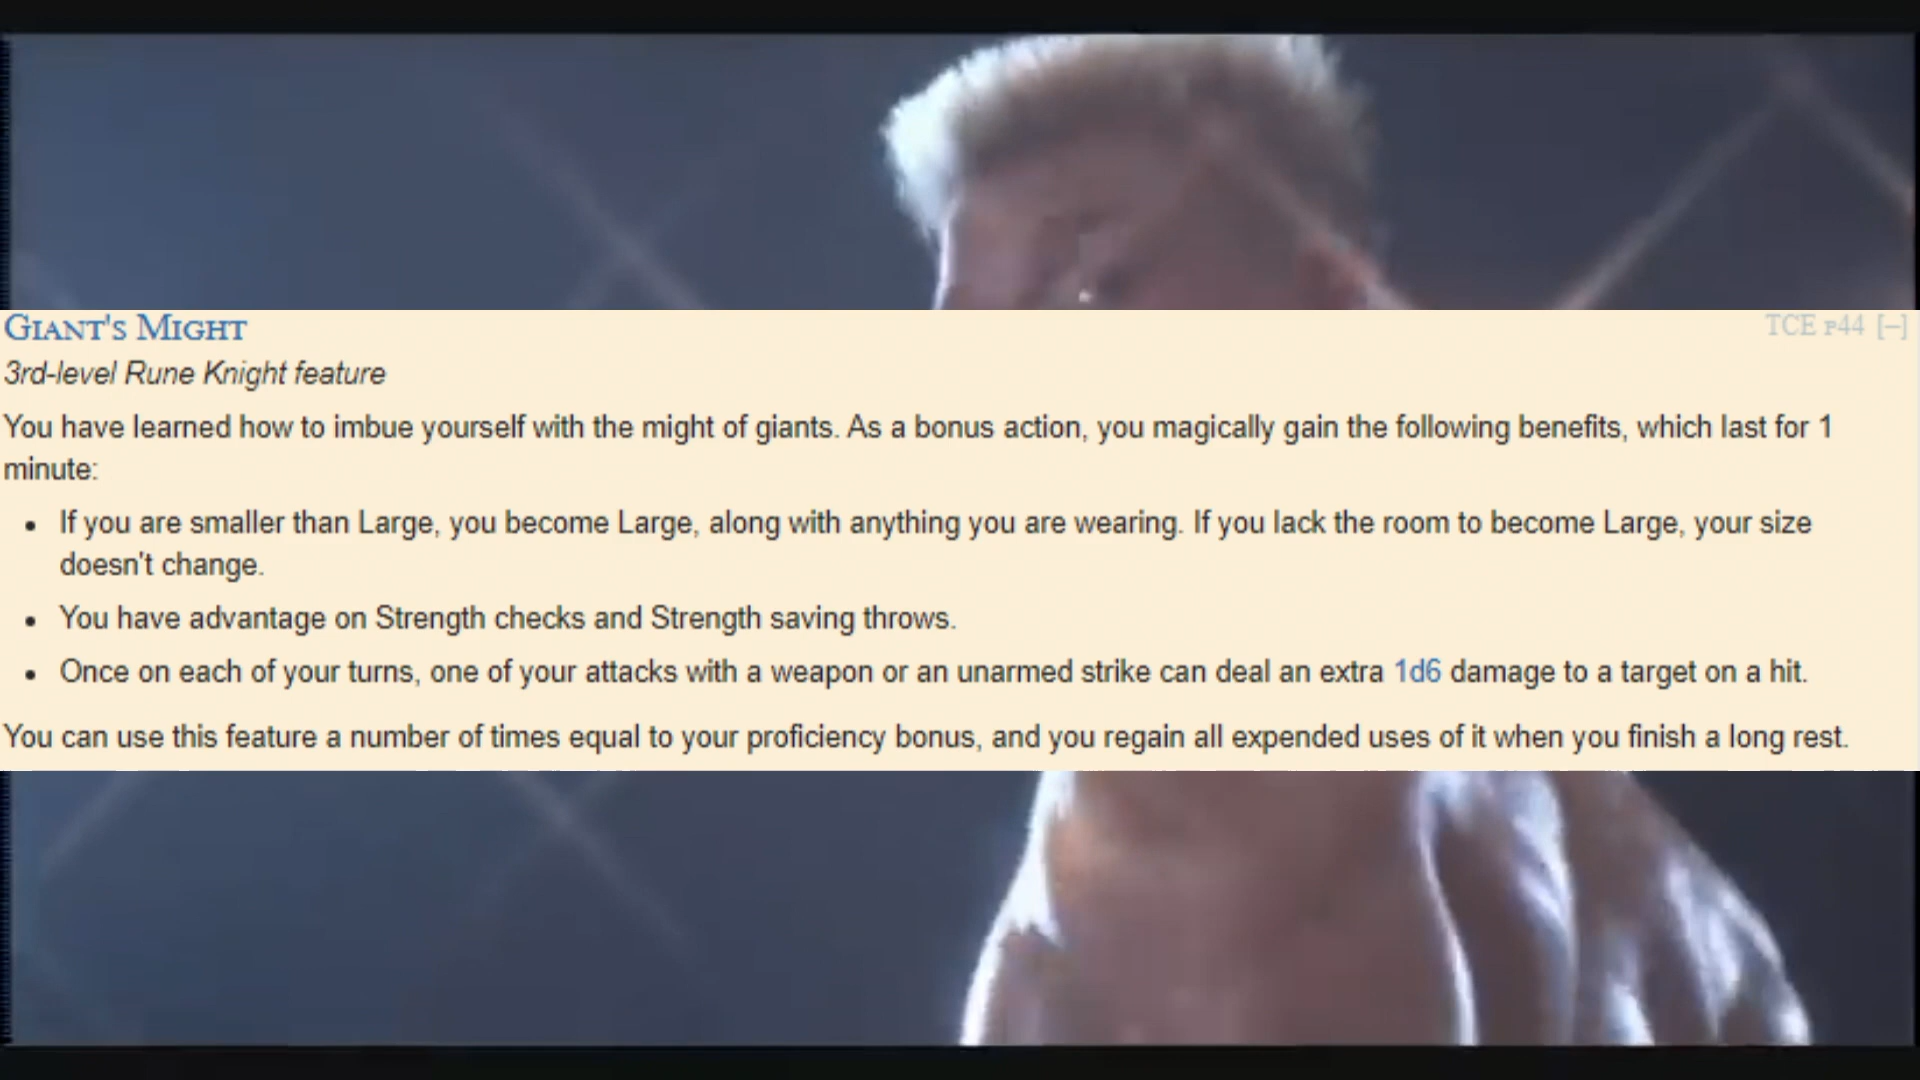 GIANT'S MIGHT TCE P44 [–]
3rd-level Rune Knight feature
You have learned how to imbue yourself with the might of giants. As a bonus action, you magically gain the following benefits, which last for 1
minute:
• If you are smaller than Large, you become Large, along with anything you are wearing. If you lack the room to become Large, your size
doesn't change.
• You have advantage on Strength checks and Strength saving throws.
• Once on each of your turns, one of your attacks with a weapon or an unarmed strike can deal an extra 1d6 damage to a target on a hit.
You can use this feature a number of times equal to your proficiency bonus, and you regain all expended uses of it when you finish a long rest.